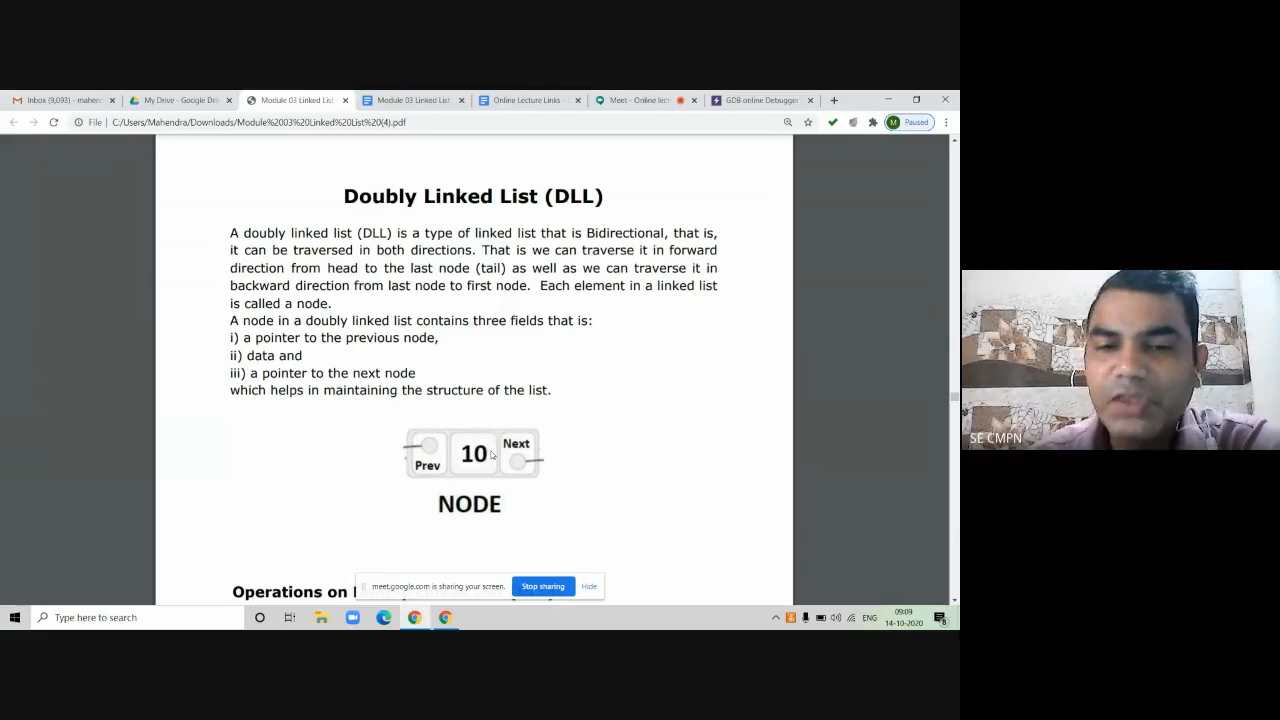 Inbox (9,093) - mahen
My Drive - Google Dri
Module 03 Linked List
Module 03 Linked List
Online Lecture Links -
Meet - Online lec
GDB online Debugger
File
C:/Users/Mahendra/Downloads/Module%2003%20Linked%20List%20(4).pdf
M
Paused
Doubly Linked List (DLL)
A doubly linked list (DLL) is a type of linked list that is Bidirectional, that is,
it can be traversed in both directions. That is we can traverse it in forward
direction from head to the last node (tail) as well as we can traverse it in
backward direction from last node to first node. Each element in a linked list
is called a node.
A node in a doubly linked list contains three fields that is:
i) a pointer to the previous node,
ii) data and
iii) a pointer to the next node
which helps in maintaining the structure of the list.
Prev
10
Next
NODE
Operations on
meet.google.com is sharing your screen.
Stop sharing
Hide
Type here to search
ENG
09:09
14-10-2020
SE CMPN